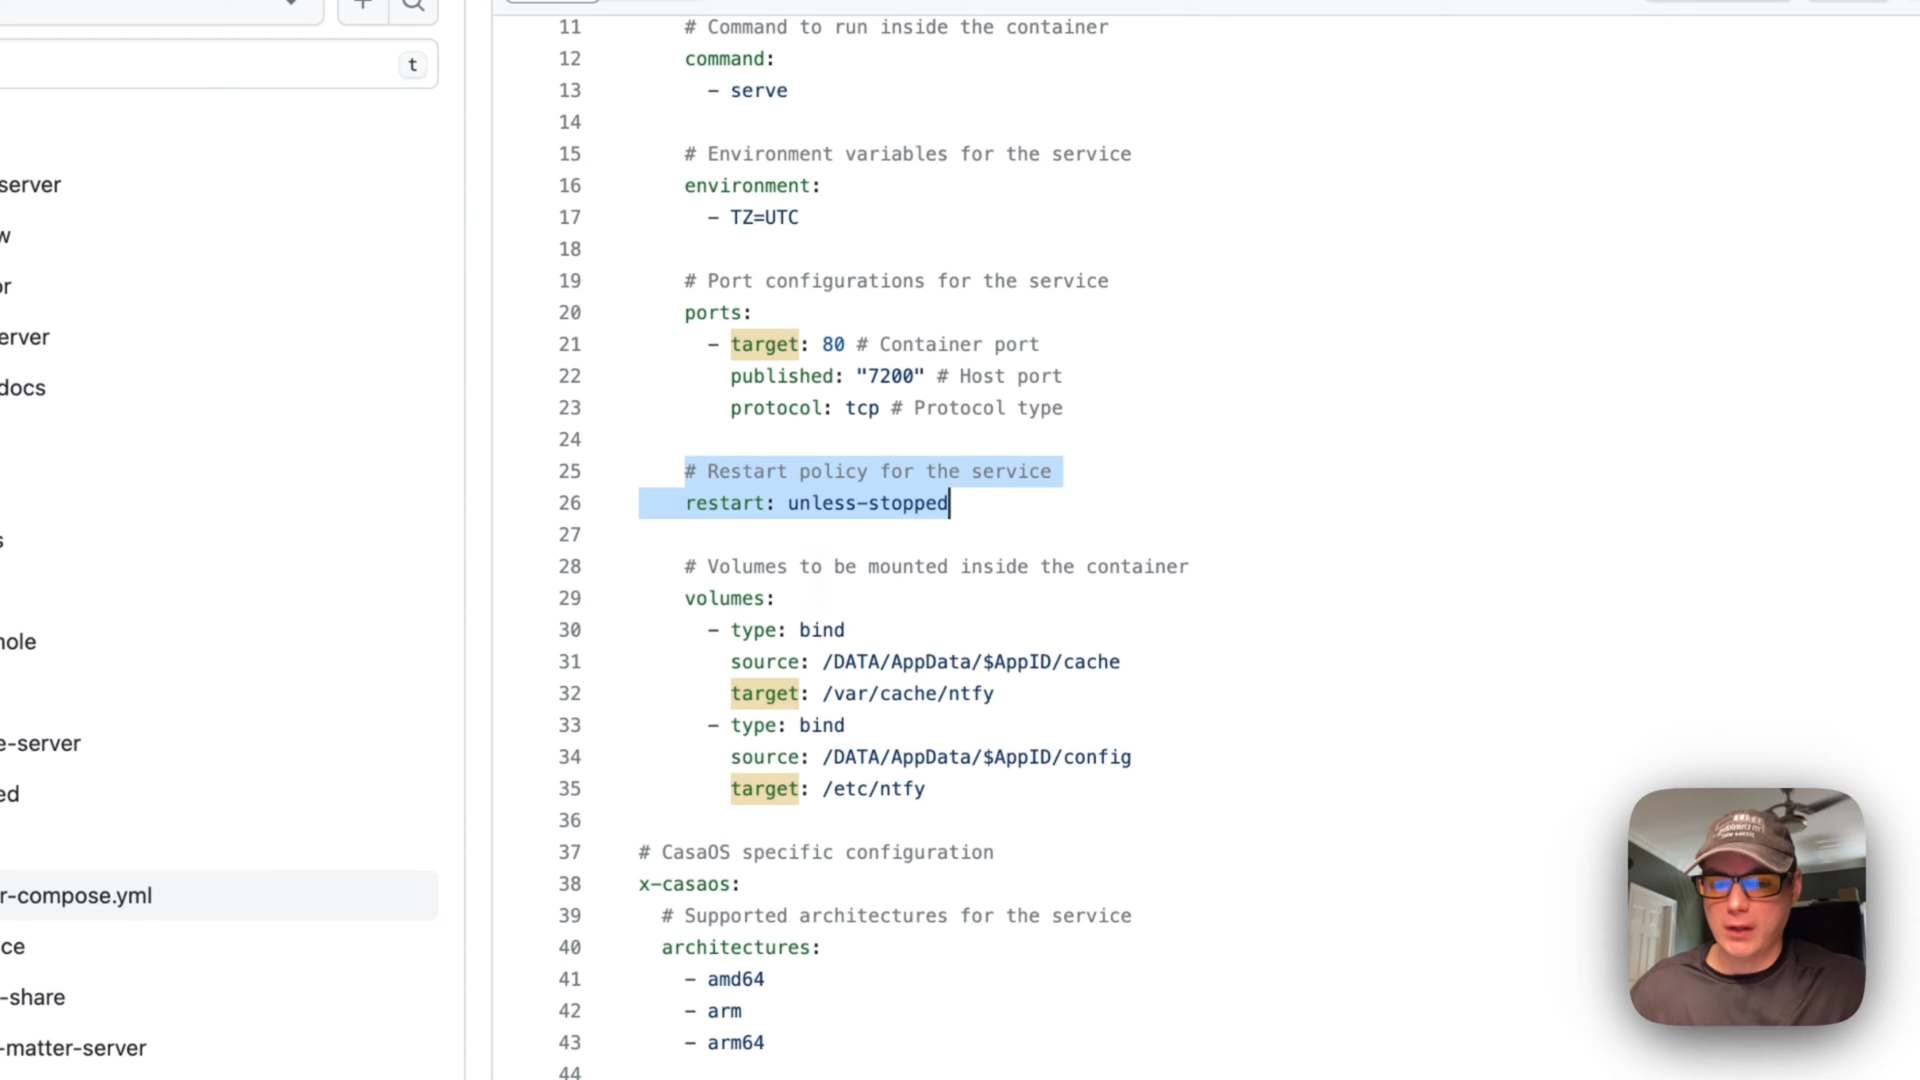 t
server
w
or
erver
docs
s
hole
e-server
ed
r-compose.yml
ce
-share
-matter-server
11 # Command to run inside the container
12 command:
13 - serve
14
15 # Environment variables for the service
16 environment:
17 - TZ=UTC
18
19 # Port configurations for the service
20 ports:
21 - target: 80 # Container port
22 published: "7200" # Host port
23 protocol: tcp # Protocol type
24
25 # Restart policy for the service
26 restart: unless-stopped
27
28 # Volumes to be mounted inside the container
29 volumes:
30 - type: bind
31 source: /DATA/AppData/$AppID/cache
32 target: /var/cache/ntfy
33 - type: bind
34 source: /DATA/AppData/$AppID/config
35 target: /etc/ntfy
36
37 # CasaOS specific configuration
38 x-casaos:
39 # Supported architectures for the service
40 architectures:
41 - amd64
42 - arm
43 - arm64
44